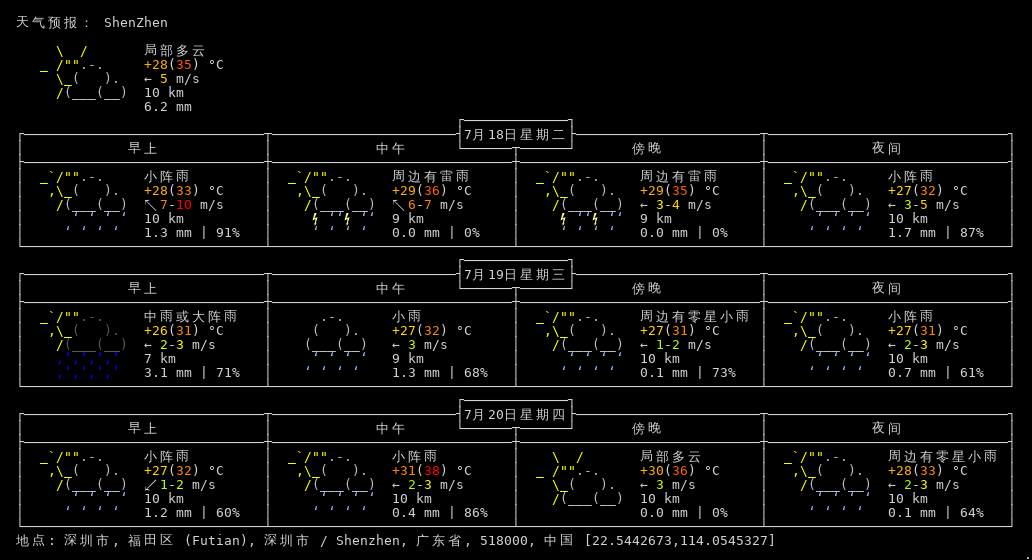 天气预报： ShenZhen
局部多云
+28(35) °C
← 5 m/s
10 km
6.2 mm
7月18日星期二
早上 中午 傍晚 夜间
小阵雨 周边有雷雨 周边有雷雨 小阵雨
+28(33) °C +29(36) °C +29(35) °C +27(32) °C
↖ 7-10 m/s ↖ 6-7 m/s ← 3-4 m/s ← 3-5 m/s
10 km 9 km 9 km 10 km
1.3 mm | 91% 0.0 mm | 0% 0.0 mm | 0% 1.7 mm | 87%
7月19日星期三
早上 中午 傍晚 夜间
中雨或大阵雨 小雨 周边有零星小雨 小阵雨
+26(31) °C +27(32) °C +27(31) °C +27(31) °C
← 2-3 m/s ← 3 m/s ← 1-2 m/s ← 2-3 m/s
7 km 9 km 10 km 10 km
3.1 mm | 71% 1.3 mm | 68% 0.1 mm | 73% 0.7 mm | 61%
7月20日星期四
早上 中午 傍晚 夜间
小阵雨 小阵雨 局部多云 周边有零星小雨
+27(32) °C +31(38) °C +30(36) °C +28(33) °C
↙ 1-2 m/s ← 2-3 m/s ← 3 m/s ← 2-3 m/s
10 km 10 km 10 km 10 km
1.2 mm | 60% 0.4 mm | 86% 0.0 mm | 0% 0.1 mm | 64%
地点: 深圳市, 福田区 (Futian), 深圳市 / Shenzhen, 广东省, 518000, 中国 [22.5442673,114.0545327]